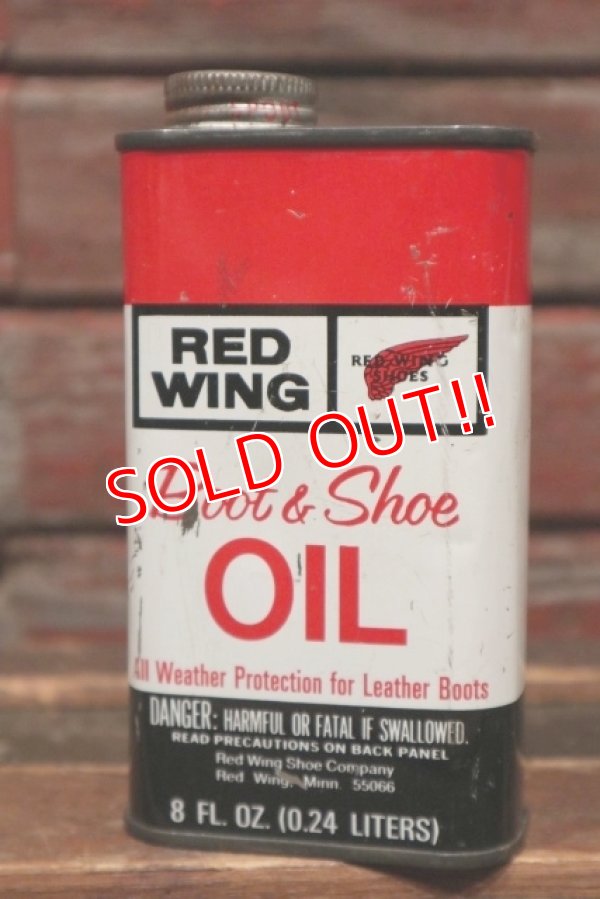 RED
WING
RED WING
SHOES
SOLD OUT!!
Boot & Shoe
OIL
All Weather Protection for Leather Boots
DANGER: HARMFUL OR FATAL IF SWALLOWED.
READ PRECAUTIONS ON BACK PANEL
Red Wing Shoe Company
Red Wing, Minn. 55066
8 FL. OZ. (0.24 LITERS)